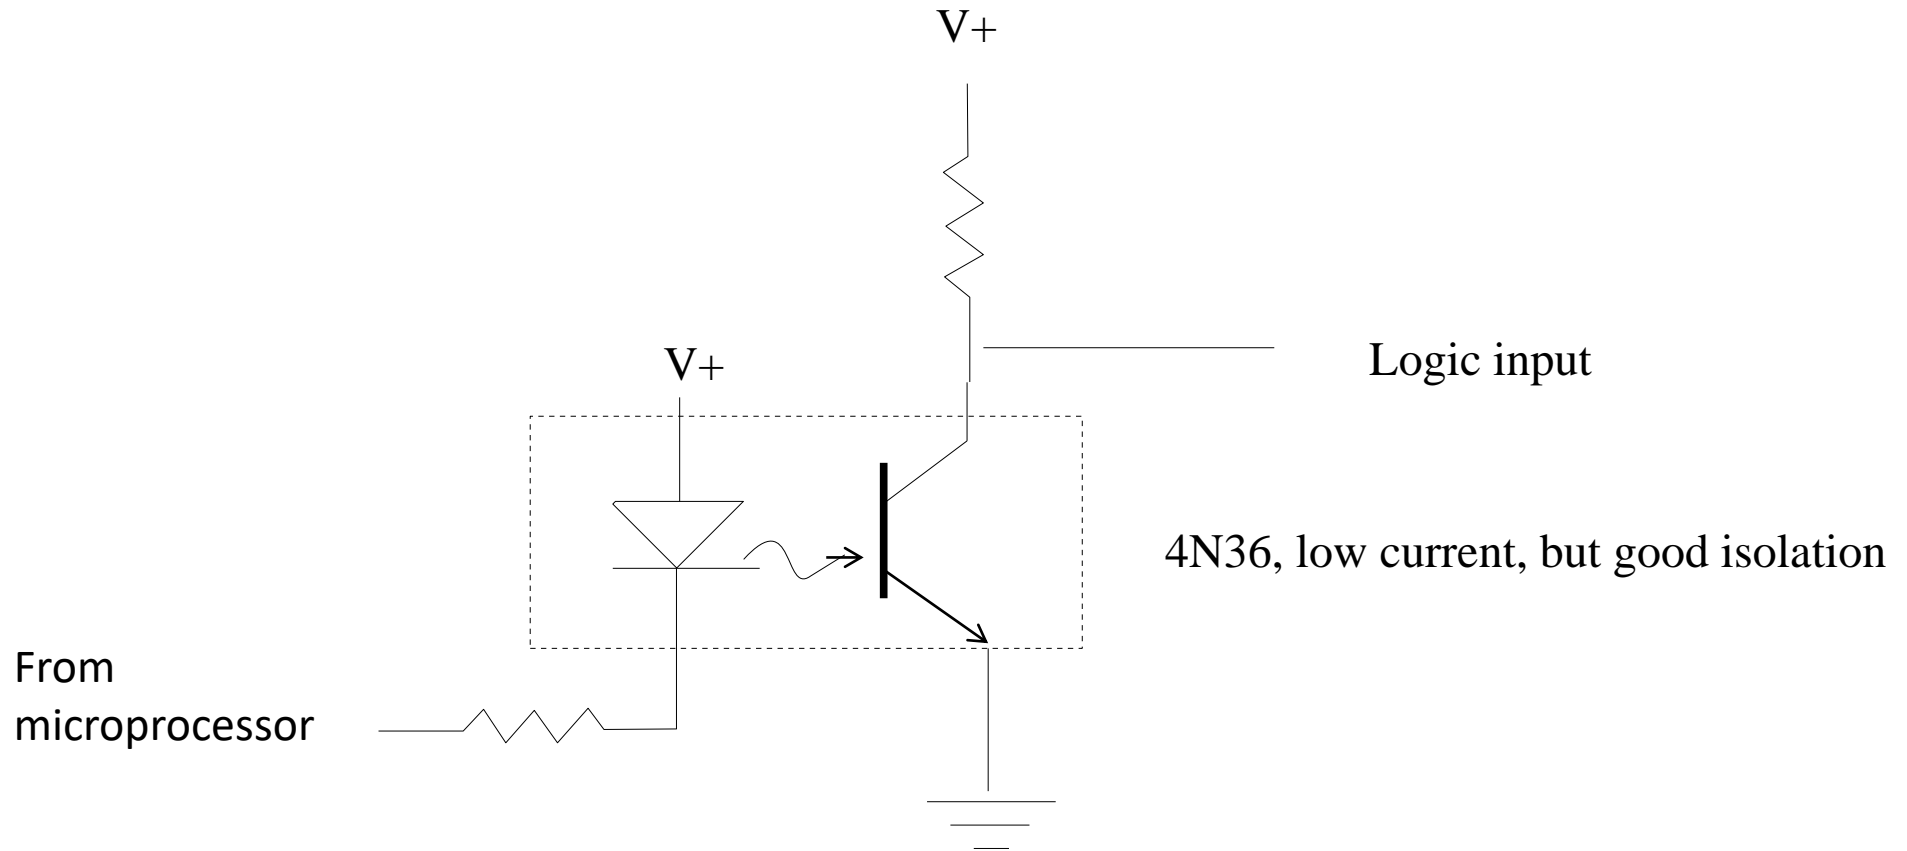 V+
V+
Logic input
4N36, low current, but good isolation
From
microprocessor